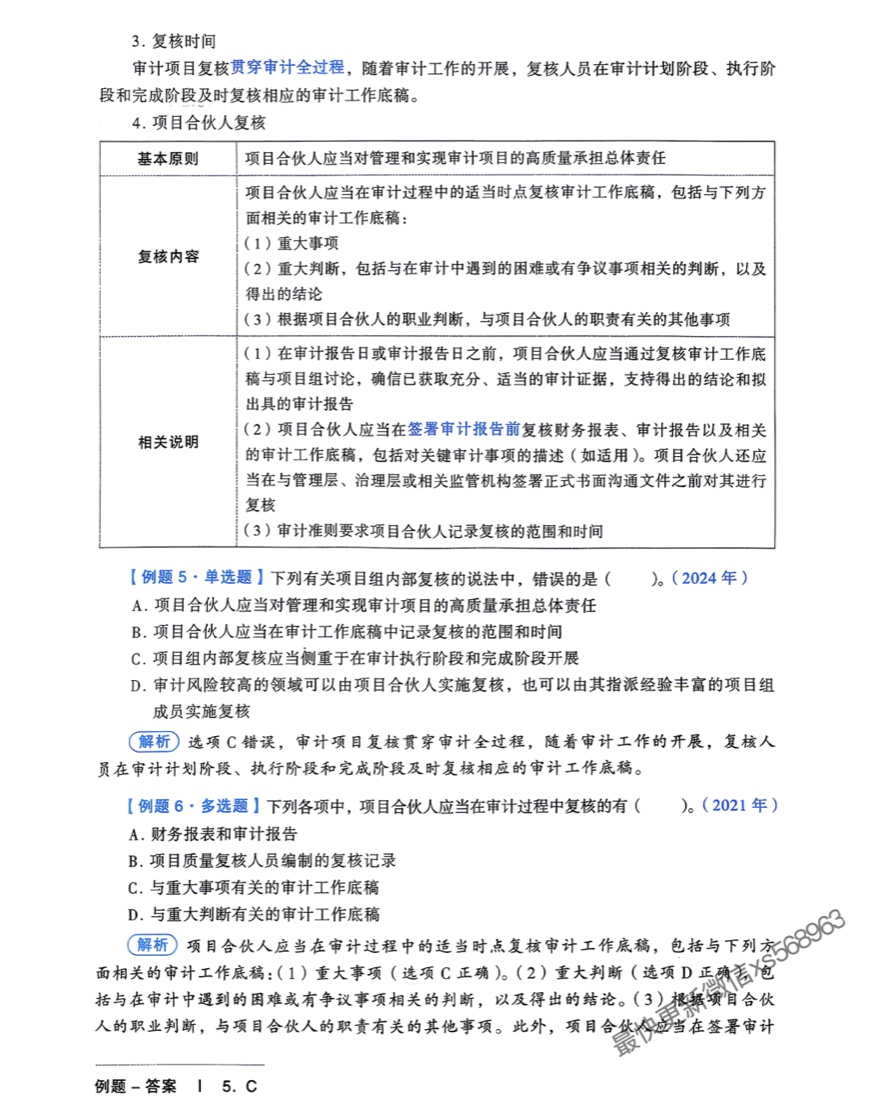 3. 复核时间
审计项目复核贯穿审计全过程，随着审计工作的开展，复核人员在审计计划阶段、执行阶
段和完成阶段及时复核相应的审计工作底稿。
4. 项目合伙人复核
基本原则 项目合伙人应当对管理和实现审计项目的高质量承担总体责任
复核内容
项目合伙人应当在审计过程中的适当时点复核审计工作底稿，包括与下列方
面相关的审计工作底稿：
（1）重大事项
（2）重大判断，包括与在审计中遇到的困难或有争议事项相关的判断，以及
得出的结论
（3）根据项目合伙人的职业判断，与项目合伙人的职责有关的其他事项
相关说明
（1）在审计报告日或审计报告日之前，项目合伙人应当通过复核审计工作底
稿与项目组讨论，确信已获取充分、适当的审计证据，支持得出的结论和拟
出具的审计报告
（2）项目合伙人应当在签署审计报告前复核财务报表、审计报告以及相关
的审计工作底稿，包括对关键审计事项的描述（如适用）。项目合伙人还应
当在与管理层、治理层或相关监管机构签署正式书面沟通文件之前对其进行
复核
（3）审计准则要求项目合伙人记录复核的范围和时间
【例题 5·单选题】下列有关项目组内部复核的说法中，错误的是（　　）。（2024 年）
A. 项目合伙人应当对管理和实现审计项目的高质量承担总体责任
B. 项目合伙人应当在审计工作底稿中记录复核的范围和时间
C. 项目组内部复核应当侧重于在审计执行阶段和完成阶段开展
D. 审计风险较高的领域可以由项目合伙人实施复核，也可以由其指派经验丰富的项目组
成员实施复核
解析 选项 C 错误，审计项目复核贯穿审计全过程，随着审计工作的开展，复核人
员在审计计划阶段、执行阶段和完成阶段及时复核相应的审计工作底稿。
【例题 6·多选题】下列各项中，项目合伙人应当在审计过程中复核的有（　　）。（2021 年）
A. 财务报表和审计报告
B. 项目质量复核人员编制的复核记录
C. 与重大事项有关的审计工作底稿
D. 与重大判断有关的审计工作底稿
解析 项目合伙人应当在审计过程中的适当时点复核审计工作底稿，包括与下列方
面相关的审计工作底稿：（1）重大事项（选项 C 正确）。（2）重大判断（选项 D 正确），包
括与在审计中遇到的困难或有争议事项相关的判断，以及得出的结论。（3）根据项目合伙
人的职业判断，与项目合伙人的职责有关的其他事项。此外，项目合伙人应当在签署审计
最快更新微信xs568963
例题－答案 | 5. C